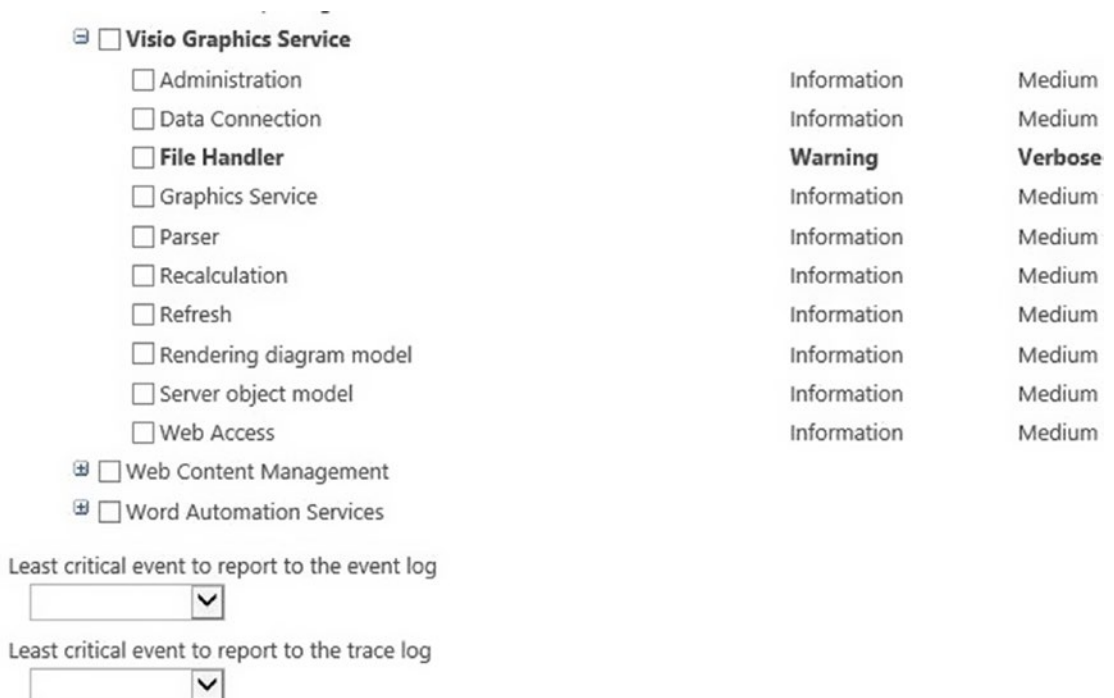 Visio Graphics Service
Administration Information Medium
Data Connection Information Medium
File Handler Warning Verbose
Graphics Service Information Medium
Parser Information Medium
Recalculation Information Medium
Refresh Information Medium
Rendering diagram model Information Medium
Server object model Information Medium
Web Access Information Medium
Web Content Management
Word Automation Services
Least critical event to report to the event log
Least critical event to report to the trace log